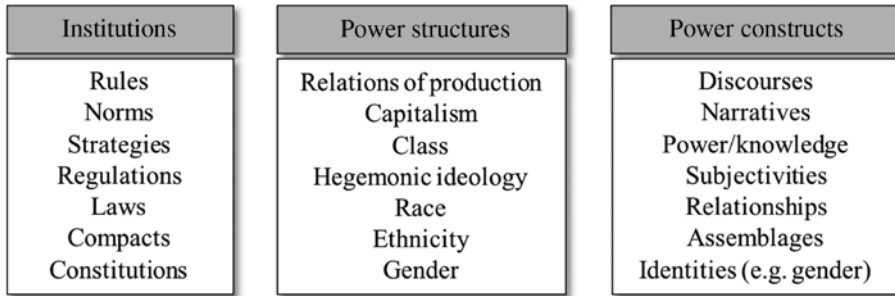 Institutions
Rules
Norms
Strategies
Regulations
Laws
Compacts
Constitutions
Power structures
Relations of production
Capitalism
Class
Hegemonic ideology
Race
Ethnicity
Gender
Power constructs
Discourses
Narratives
Power/knowledge
Subjectivities
Relationships
Assemblages
Identities (e.g. gender)